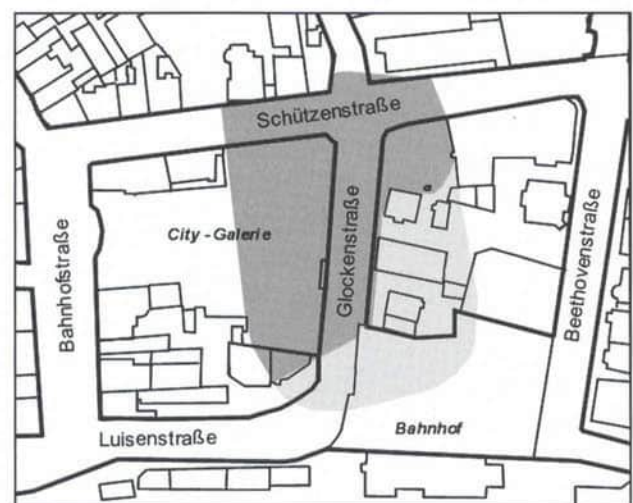 Schützenstraße
City - Galerie
Glockenstraße
Bahnhofstraße
Beethovenstraße
Luisenstraße
Bahnhof